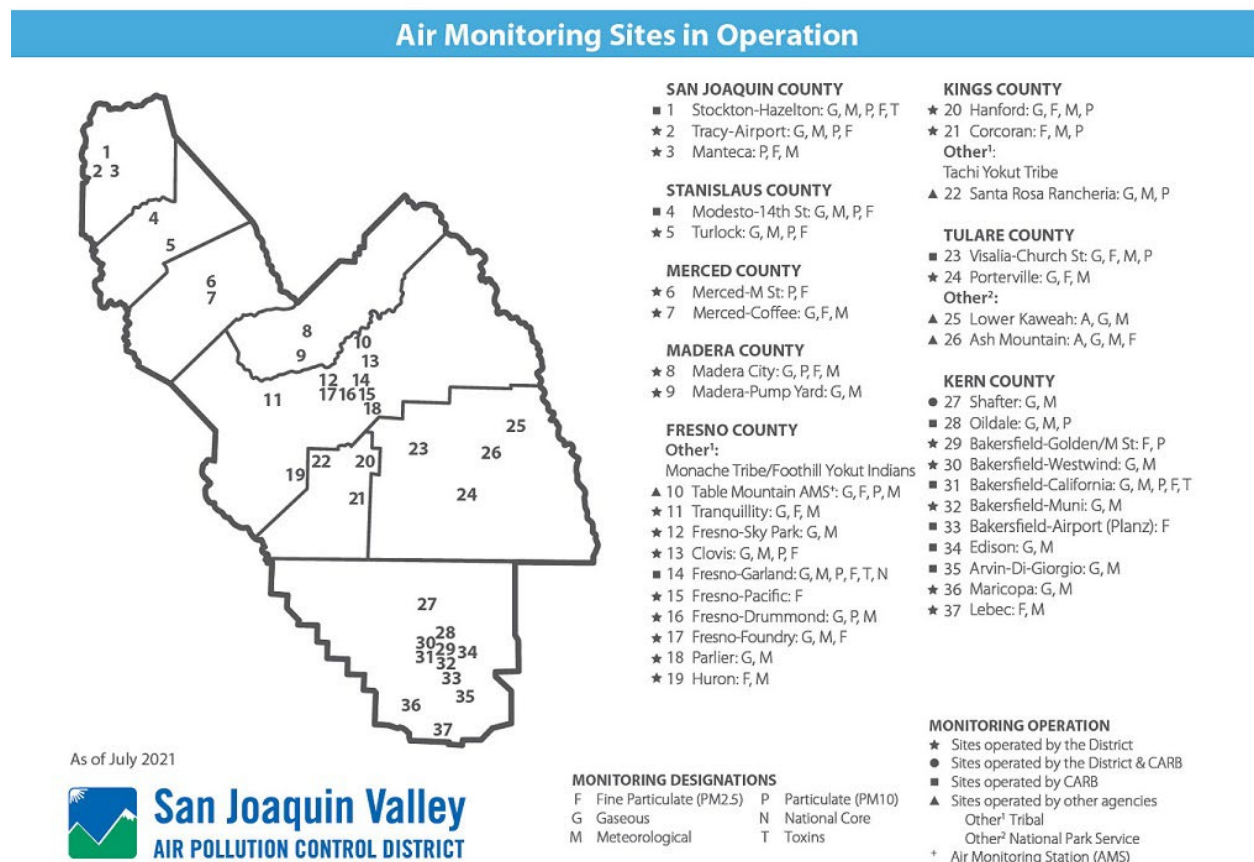 Air Monitoring Sites in Operation
1
2 3
4
5
6
7
8
9
10
13
12 14
11 17 16 15
18
19 22 20
21
23
25
26
24
27
28
30 29 34
31 32
33
35
36
37
As of July 2021
San Joaquin Valley
AIR POLLUTION CONTROL DISTRICT
SAN JOAQUIN COUNTY
■ 1 Stockton-Hazelton: G, M, P, F, T
★ 2 Tracy-Airport: G, M, P, F
★ 3 Manteca: P, F, M
STANISLAUS COUNTY
■ 4 Modesto-14th St: G, M, P, F
★ 5 Turlock: G, M, P, F
MERCED COUNTY
★ 6 Merced-M St: P, F
★ 7 Merced-Coffee: G, F, M
MADERA COUNTY
★ 8 Madera City: G, P, F, M
★ 9 Madera-Pump Yard: G, M
FRESNO COUNTY
Other¹:
Monache Tribe/Foothill Yokut Indians
▲ 10 Table Mountain AMS⁺: G, F, P, M
★ 11 Tranquillity: G, F, M
★ 12 Fresno-Sky Park: G, M
★ 13 Clovis: G, M, P, F
■ 14 Fresno-Garland: G, M, P, F, T, N
★ 15 Fresno-Pacific: F
★ 16 Fresno-Drummond: G, P, M
★ 17 Fresno-Foundry: G, M, F
★ 18 Parlier: G, M
★ 19 Huron: F, M
KINGS COUNTY
★ 20 Hanford: G, F, M, P
★ 21 Corcoran: F, M, P
Other¹:
Tachi Yokut Tribe
▲ 22 Santa Rosa Rancheria: G, M, P
TULARE COUNTY
■ 23 Visalia-Church St: G, F, M, P
★ 24 Porterville: G, F, M
Other²:
▲ 25 Lower Kaweah: A, G, M
▲ 26 Ash Mountain: A, G, M, F
KERN COUNTY
● 27 Shafter: G, M
■ 28 Oildale: G, M, P
★ 29 Bakersfield-Golden/M St: F, P
★ 30 Bakersfield-Westwind: G, M
■ 31 Bakersfield-California: G, M, P, F, T
★ 32 Bakersfield-Muni: G, M
■ 33 Bakersfield-Airport (Planz): F
■ 34 Edison: G, M
■ 35 Arvin-Di-Giorgio: G, M
★ 36 Maricopa: G, M
★ 37 Lebec: F, M
MONITORING DESIGNATIONS
F Fine Particulate (PM2.5) P Particulate (PM10)
G Gaseous N National Core
M Meteorological T Toxins
MONITORING OPERATION
★ Sites operated by the District
● Sites operated by the District & CARB
■ Sites operated by CARB
▲ Sites operated by other agencies
Other¹ Tribal
Other² National Park Service
⁺ Air Monitoring Station (AMS)